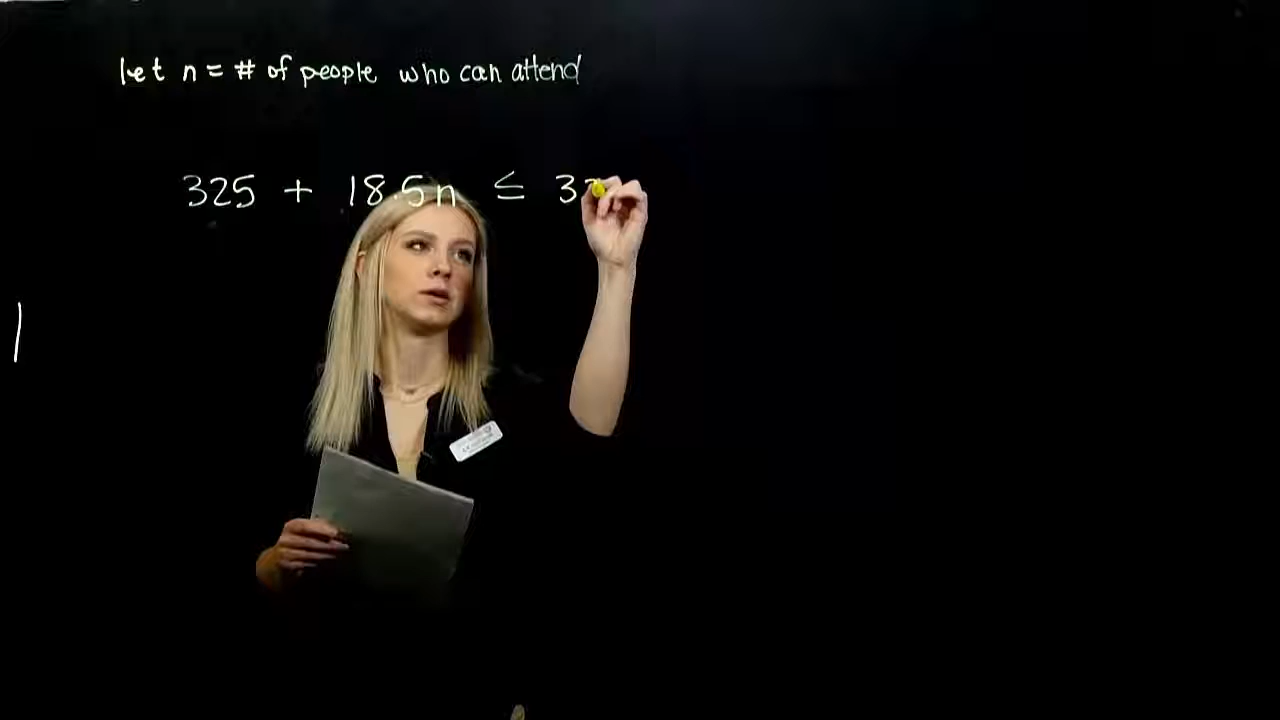 let n = # of people who can attend
325 + 18.5n ≤ 3
|